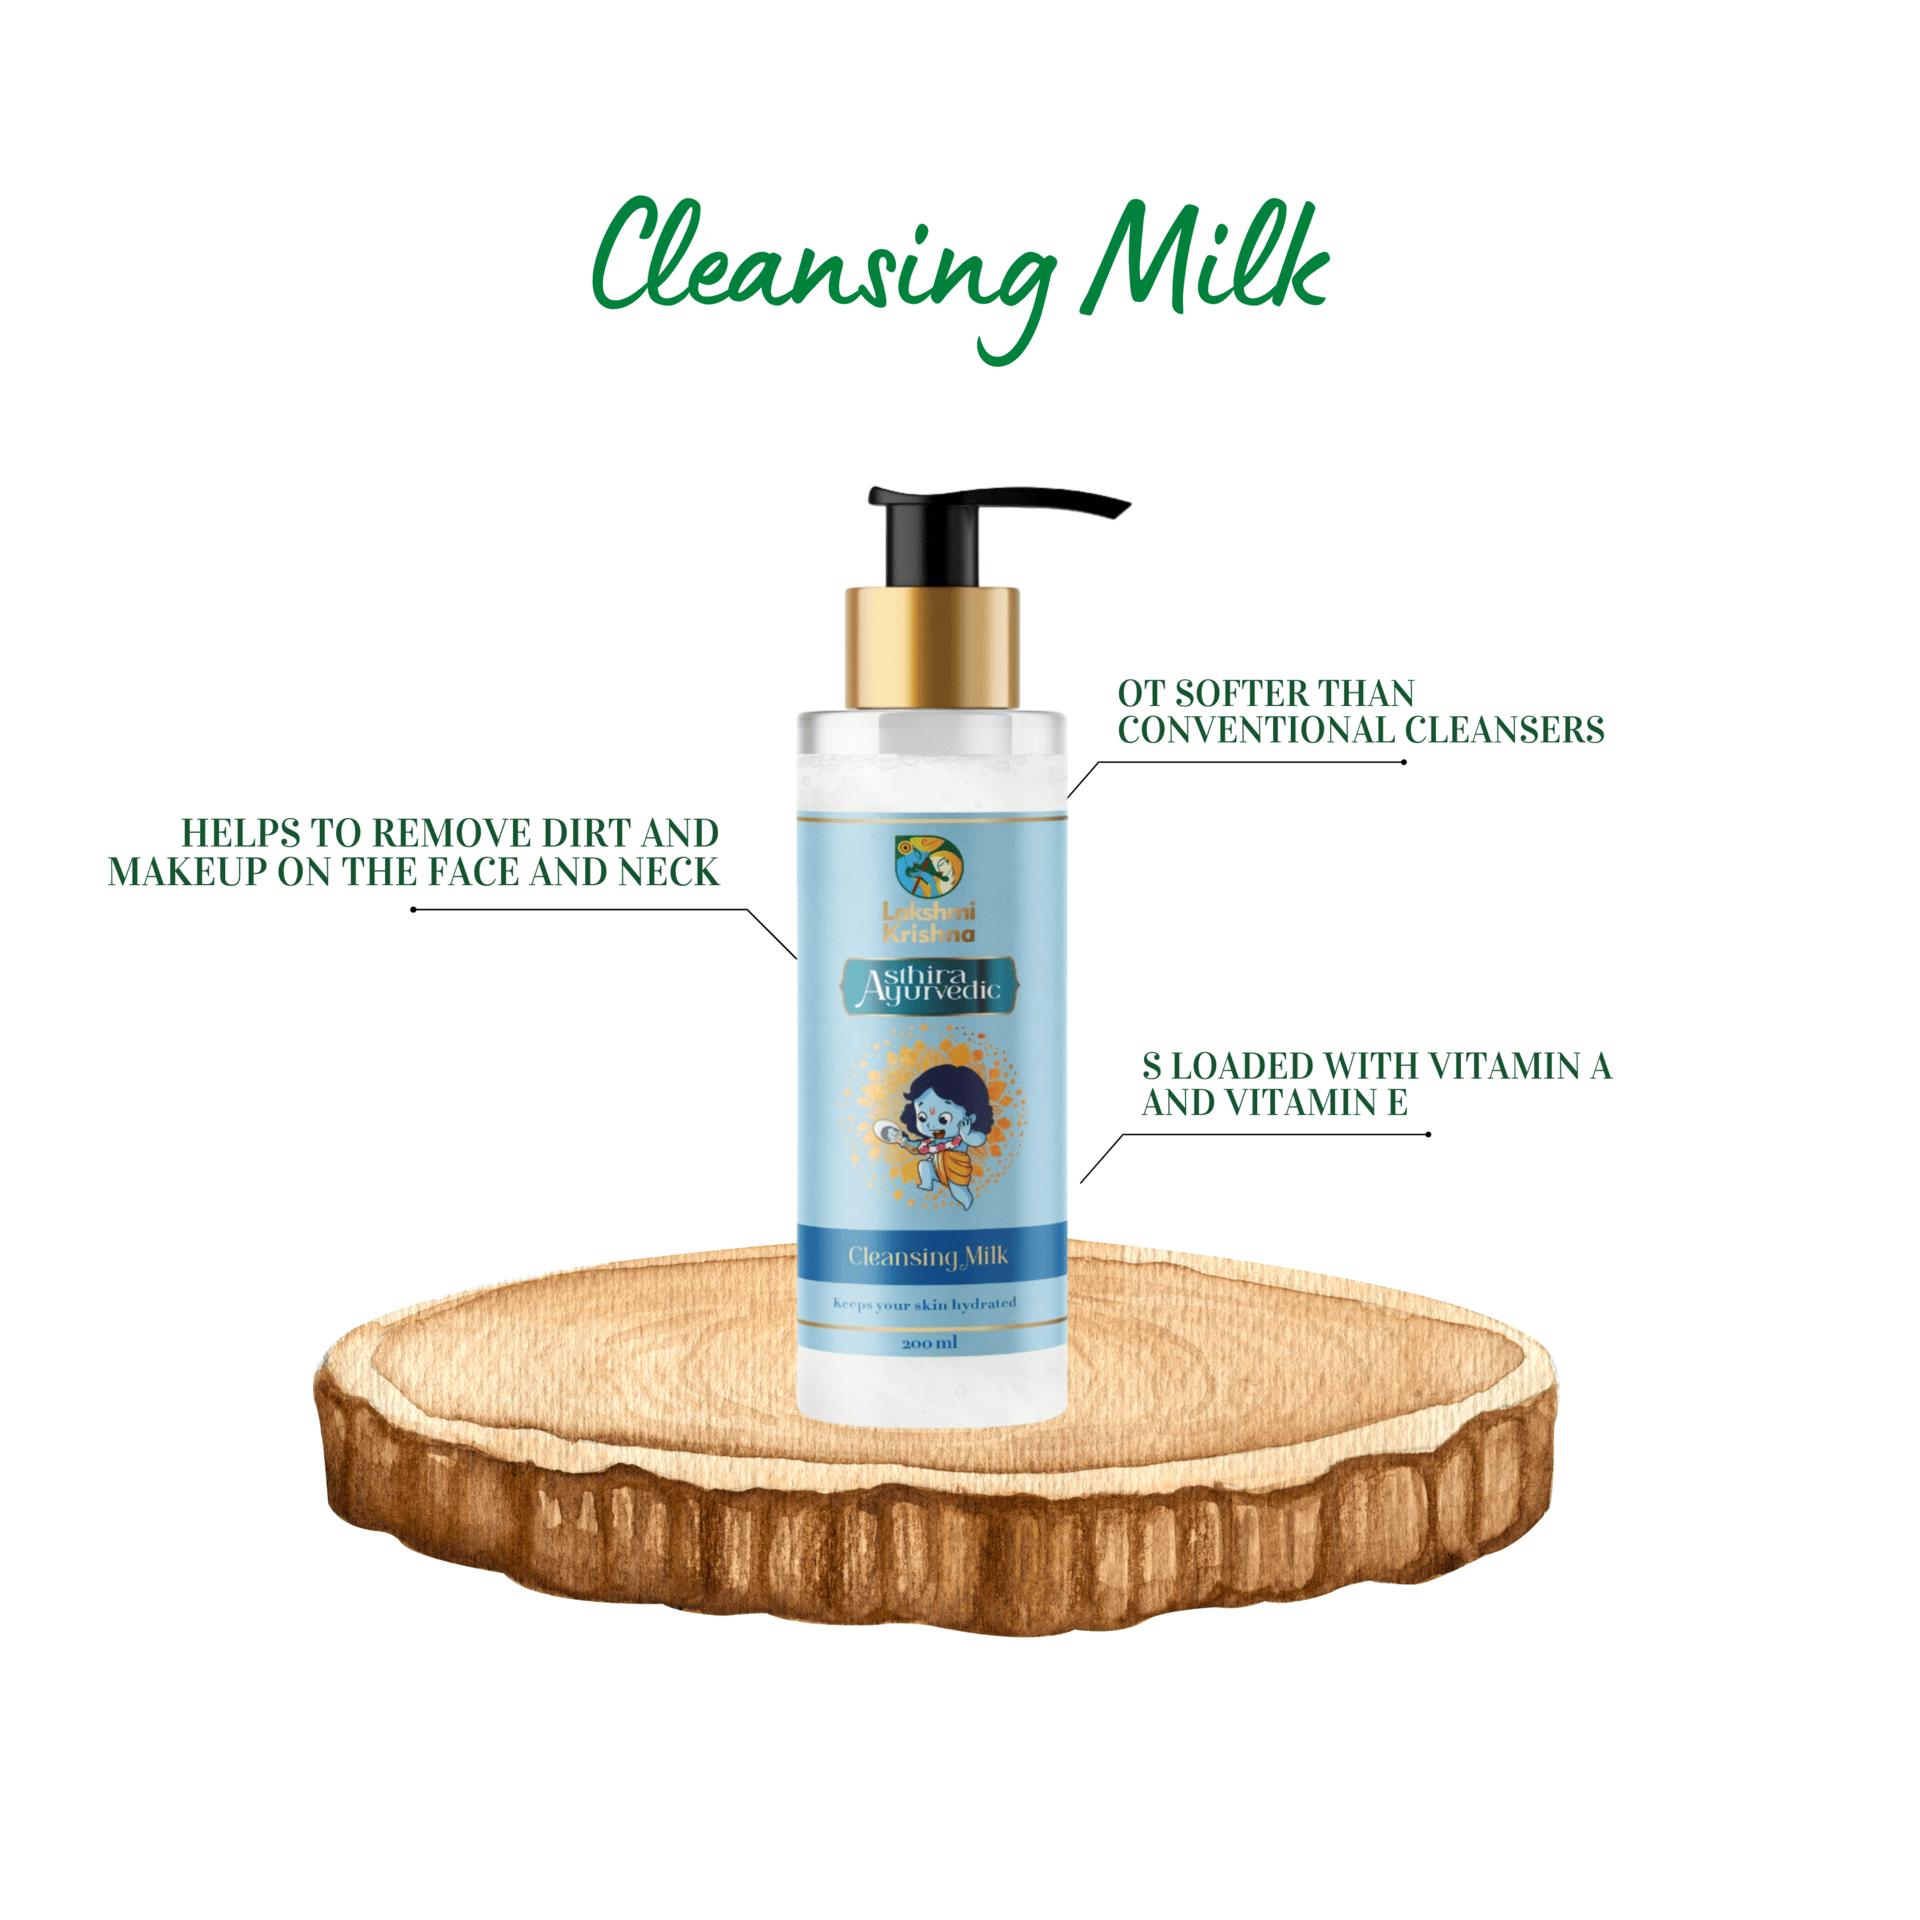 Cleansing Milk
OT SOFTER THAN
CONVENTIONAL CLEANSERS
HELPS TO REMOVE DIRT AND
MAKEUP ON THE FACE AND NECK
Lakshmi
Krishna
Asthira
Ayurvedic
S LOADED WITH VITAMIN A
AND VITAMIN E
Cleansing Milk
Keeps your skin hydrated
200 ml